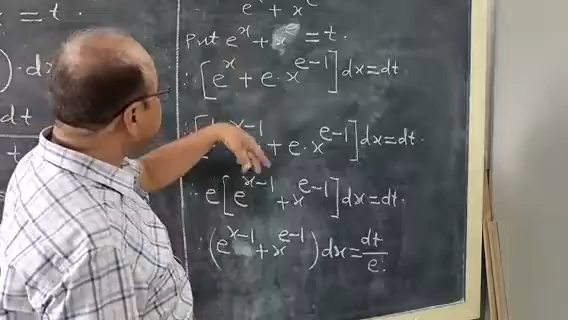 = t.
) · dx
dt
t
e + x^e
Put e^x + x^e = t.
∴ [e^x + e·x^{e-1}] dx = dt
[ x-1 + e·x^{e-1}] dx = dt.
∴ e[e^{x-1} + x^{e-1}] dx = dt.
∴ (e^{x-1} + x^{e-1}) dx = dt/e.